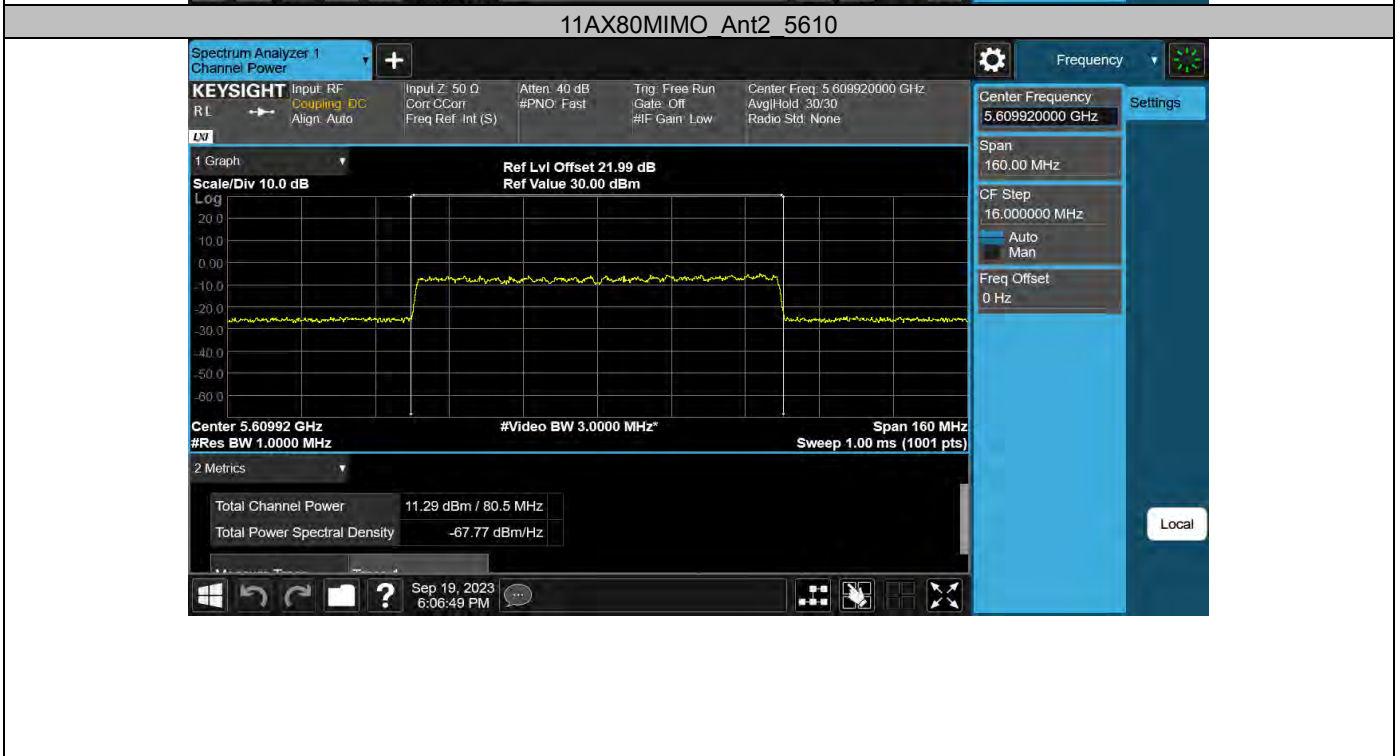 11AX80MIMO_Ant2_5610
Spectrum Analyzer 1
Channel Power
Frequency
KEYSIGHT
RL
LXI
Input: RF
Coupling: DC
Align: Auto
Input Z: 50 Ω
Corr CCorr
Freq Ref: Int (S)
Atten: 40 dB
#PNO: Fast
Trig: Free Run
Gate: Off
#IF Gain: Low
Center Freq: 5.609920000 GHz
Avg|Hold: 30/30
Radio Std: None
Center Frequency
5.609920000 GHz
Settings
Span
160.00 MHz
CF Step
16.000000 MHz
Auto
Man
Freq Offset
0 Hz
Local
1 Graph
Scale/Div 10.0 dB
Ref Lvl Offset 21.99 dB
Ref Value 30.00 dBm
Log
20.0
10.0
0.00
-10.0
-20.0
-30.0
-40.0
-50.0
-60.0
Center 5.60992 GHz
#Video BW 3.0000 MHz*
Span 160 MHz
#Res BW 1.0000 MHz
Sweep 1.00 ms (1001 pts)
2 Metrics
Total Channel Power 11.29 dBm / 80.5 MHz
Total Power Spectral Density -67.77 dBm/Hz
Sep 19, 2023
6:06:49 PM